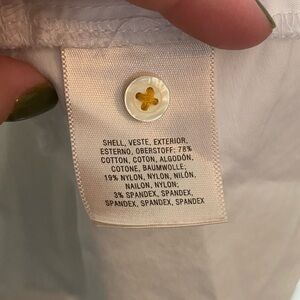 SHELL, VESTE, EXTERIOR,
ESTERNO, OBERSTOFF: 78%
COTTON, COTON, ALGODÓN,
COTONE, BAUMWOLLE;
19% NYLON, NYLON, NILÓN,
NAILON, NYLON;
3% SPANDEX, SPANDEX,
SPANDEX, SPANDEX, SPANDEX